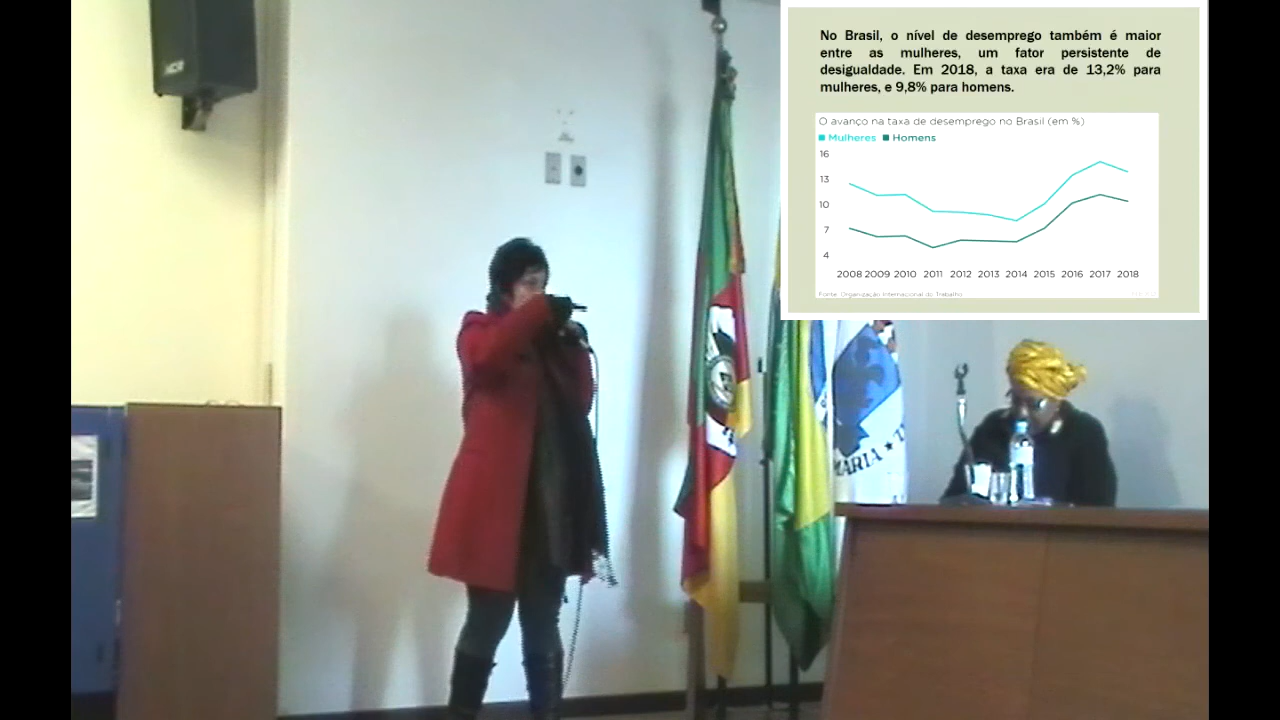 No Brasil, o nível de desemprego também é maior
entre as mulheres, um fator persistente de
desigualdade. Em 2018, a taxa era de 13,2% para
mulheres, e 9,8% para homens.
O avanço na taxa de desemprego no Brasil (em %)
Mulheres Homens
16
13
10
7
4
2008 2009 2010 2011 2012 2013 2014 2015 2016 2017 2018
Fonte: Organização Internacional do Trabalho
MARIA ★